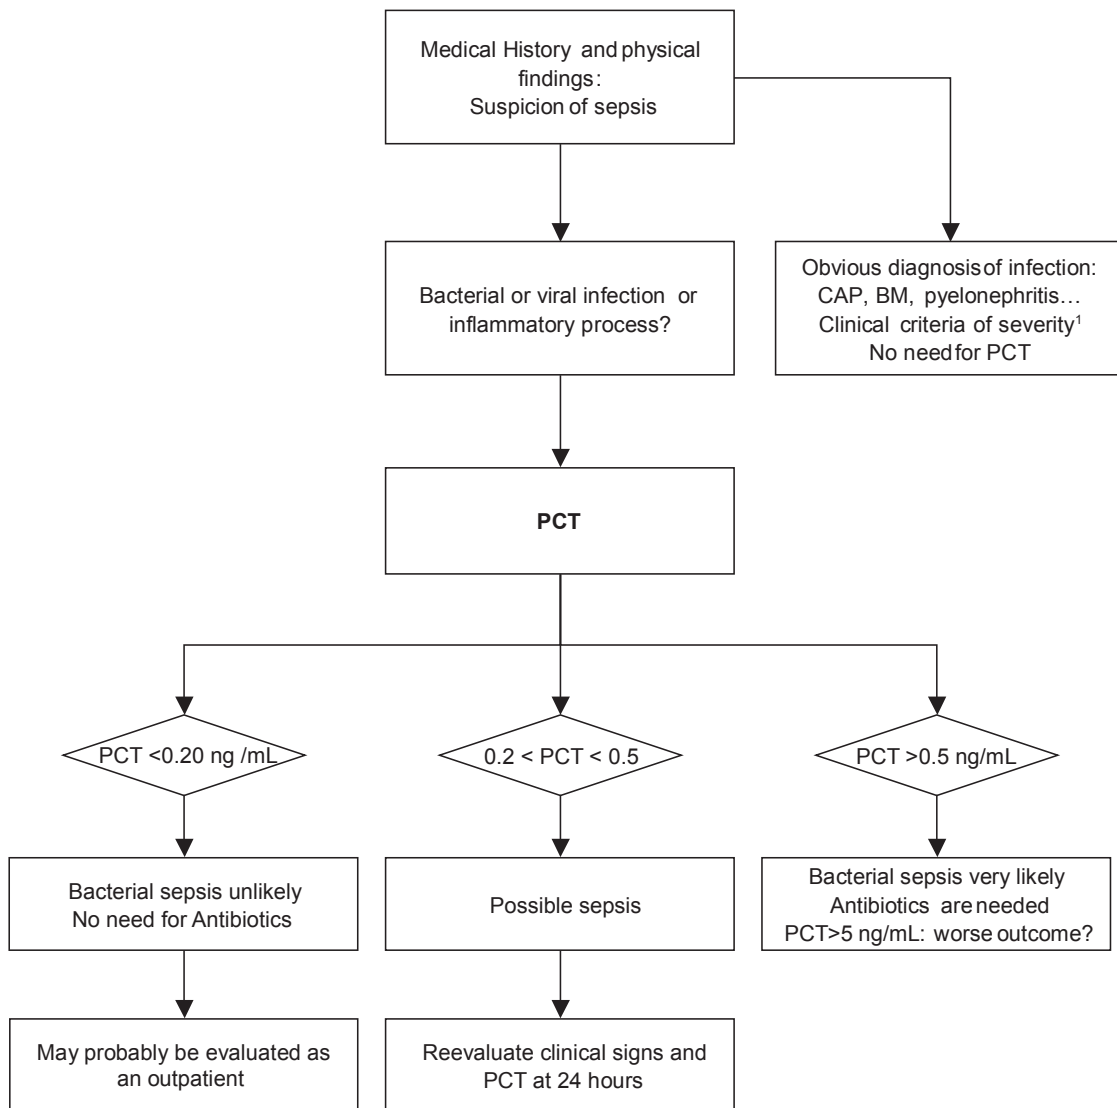 Medical History and physical
findings:
Suspicion of sepsis
Bacterial or viral infection or
inflammatory process?
Obvious diagnosis of infection:
CAP, BM, pyelonephritis…
Clinical criteria of severity1
No need for PCT
PCT
PCT <0.20 ng /mL
0.2 < PCT < 0.5
PCT >0.5 ng/mL
Bacterial sepsis unlikely
No need for Antibiotics
Possible sepsis
Bacterial sepsis very likely
Antibiotics are needed
PCT>5 ng/mL: worse outcome?
May probably be evaluated as
an outpatient
Reevaluate clinical signs and
PCT at 24 hours